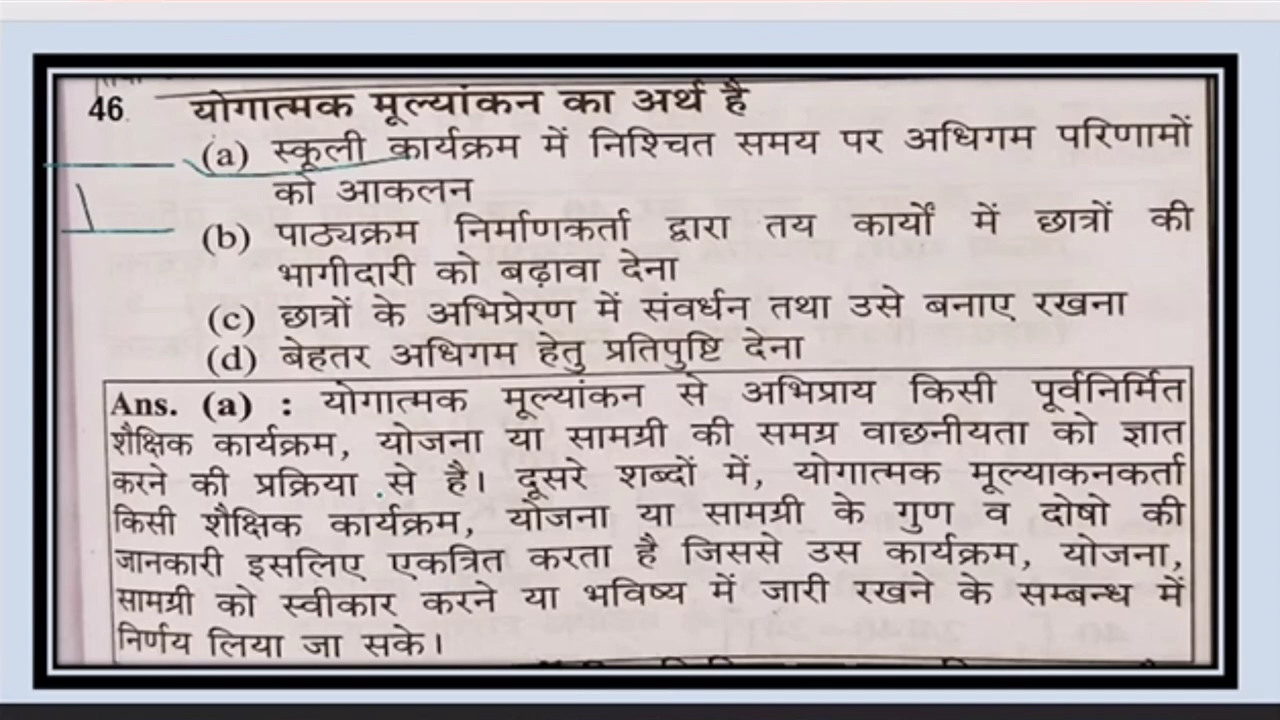 46. योगात्मक मूल्यांकन का अर्थ है
(a) स्कूली कार्यक्रम में निश्चित समय पर अधिगम परिणामों
को आकलन
(b) पाठ्यक्रम निर्माणकर्ता द्वारा तय कार्यों में छात्रों की
भागीदारी को बढ़ावा देना
(c) छात्रों के अभिप्रेरण में संवर्धन तथा उसे बनाए रखना
(d) बेहतर अधिगम हेतु प्रतिपुष्टि देना
Ans. (a) : योगात्मक मूल्यांकन से अभिप्राय किसी पूर्वनिर्मित
शैक्षिक कार्यक्रम, योजना या सामग्री की समग्र वाछनीयता को ज्ञात
करने की प्रक्रिया से है। दूसरे शब्दों में, योगात्मक मूल्याकनकर्ता
किसी शैक्षिक कार्यक्रम, योजना या सामग्री के गुण व दोषो की
जानकारी इसलिए एकत्रित करता है जिससे उस कार्यक्रम, योजना,
सामग्री को स्वीकार करने या भविष्य में जारी रखने के सम्बन्ध में
निर्णय लिया जा सके।